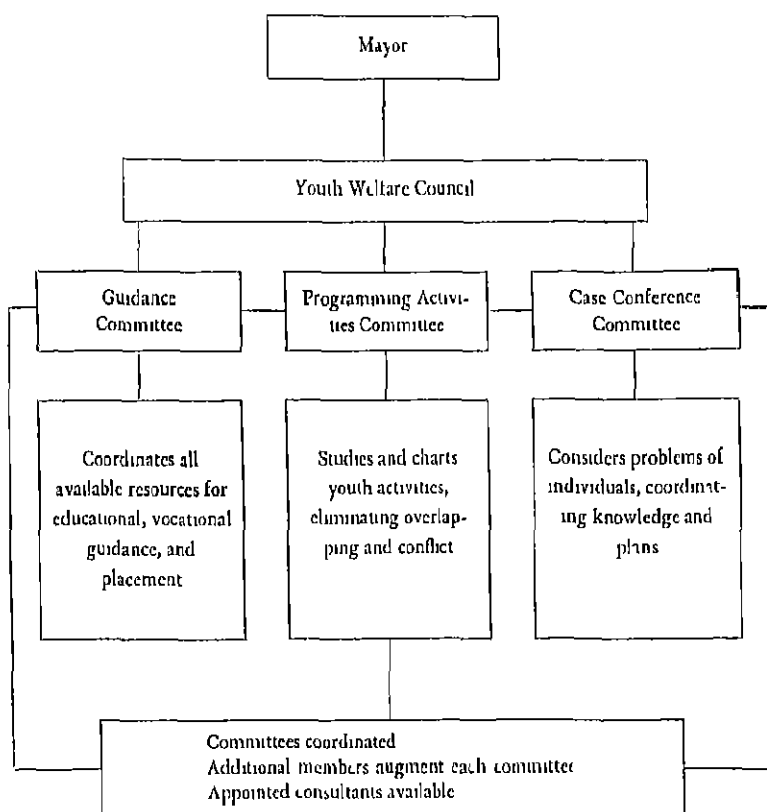 Mayor
Youth Welfare Council
Guidance
Committee
Programming Activi-
ties Committee
Case Conference
Committee
Coordinates all
available resources for
educational, vocational
guidance, and
placement
Studies and charts
youth activities,
eliminating overlap-
ping and conflict
Considers problems of
individuals, coordinat-
ing knowledge and
plans
Committees coordinated
Additional members augment each committee
Appointed consultants available